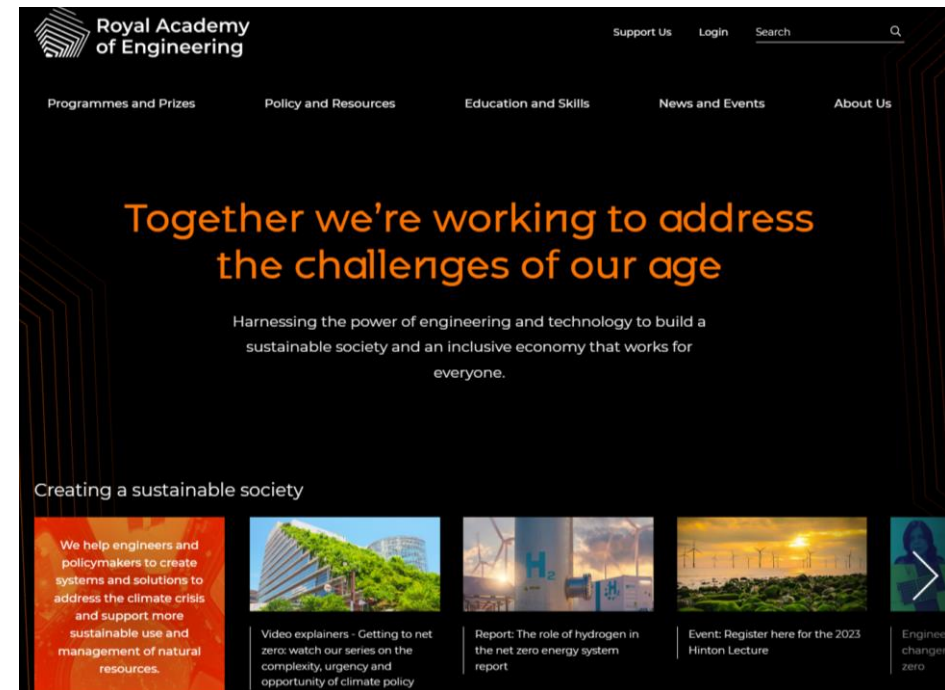 Royal Academy
of Engineering
Support Us
Login
Search
Programmes and Prizes
Policy and Resources
Education and Skills
News and Events
About Us
Together we're working to address
the challenges of our age
Harnessing the power of engineering and technology to build a
sustainable society and an inclusive economy that works for
everyone.
Creating a sustainable society
We help engineers and
policymakers to create
systems and solutions to
address the climate crisis
and support more
sustainable use and
management of natural
resources.
Video explainers - Getting to net
zero: watch our series on the
complexity, urgency and
opportunity of climate policy
H2
Report: The role of hydrogen in
the net zero energy system
report
Event: Register here for the 2023
Hinton Lecture
zero